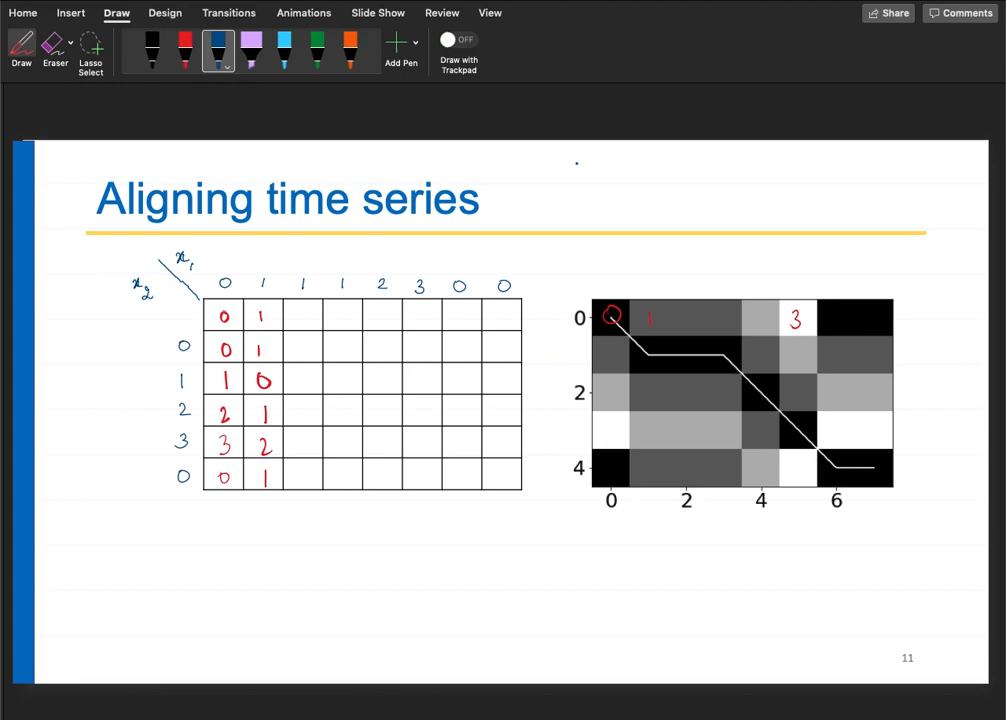 Home Insert Draw Design Transitions Animations Slide Show Review View Share Comments
Draw Eraser Lasso Select Add Pen OFF Draw with Trackpad
Aligning time series
x₁
x₂ 0 1 1 1 2 3 0 0
0 1
0 0 1
1 1 0
2 2 1
3 3 2
0 0 1
0 0 1 3
2
4
0 2 4 6
11